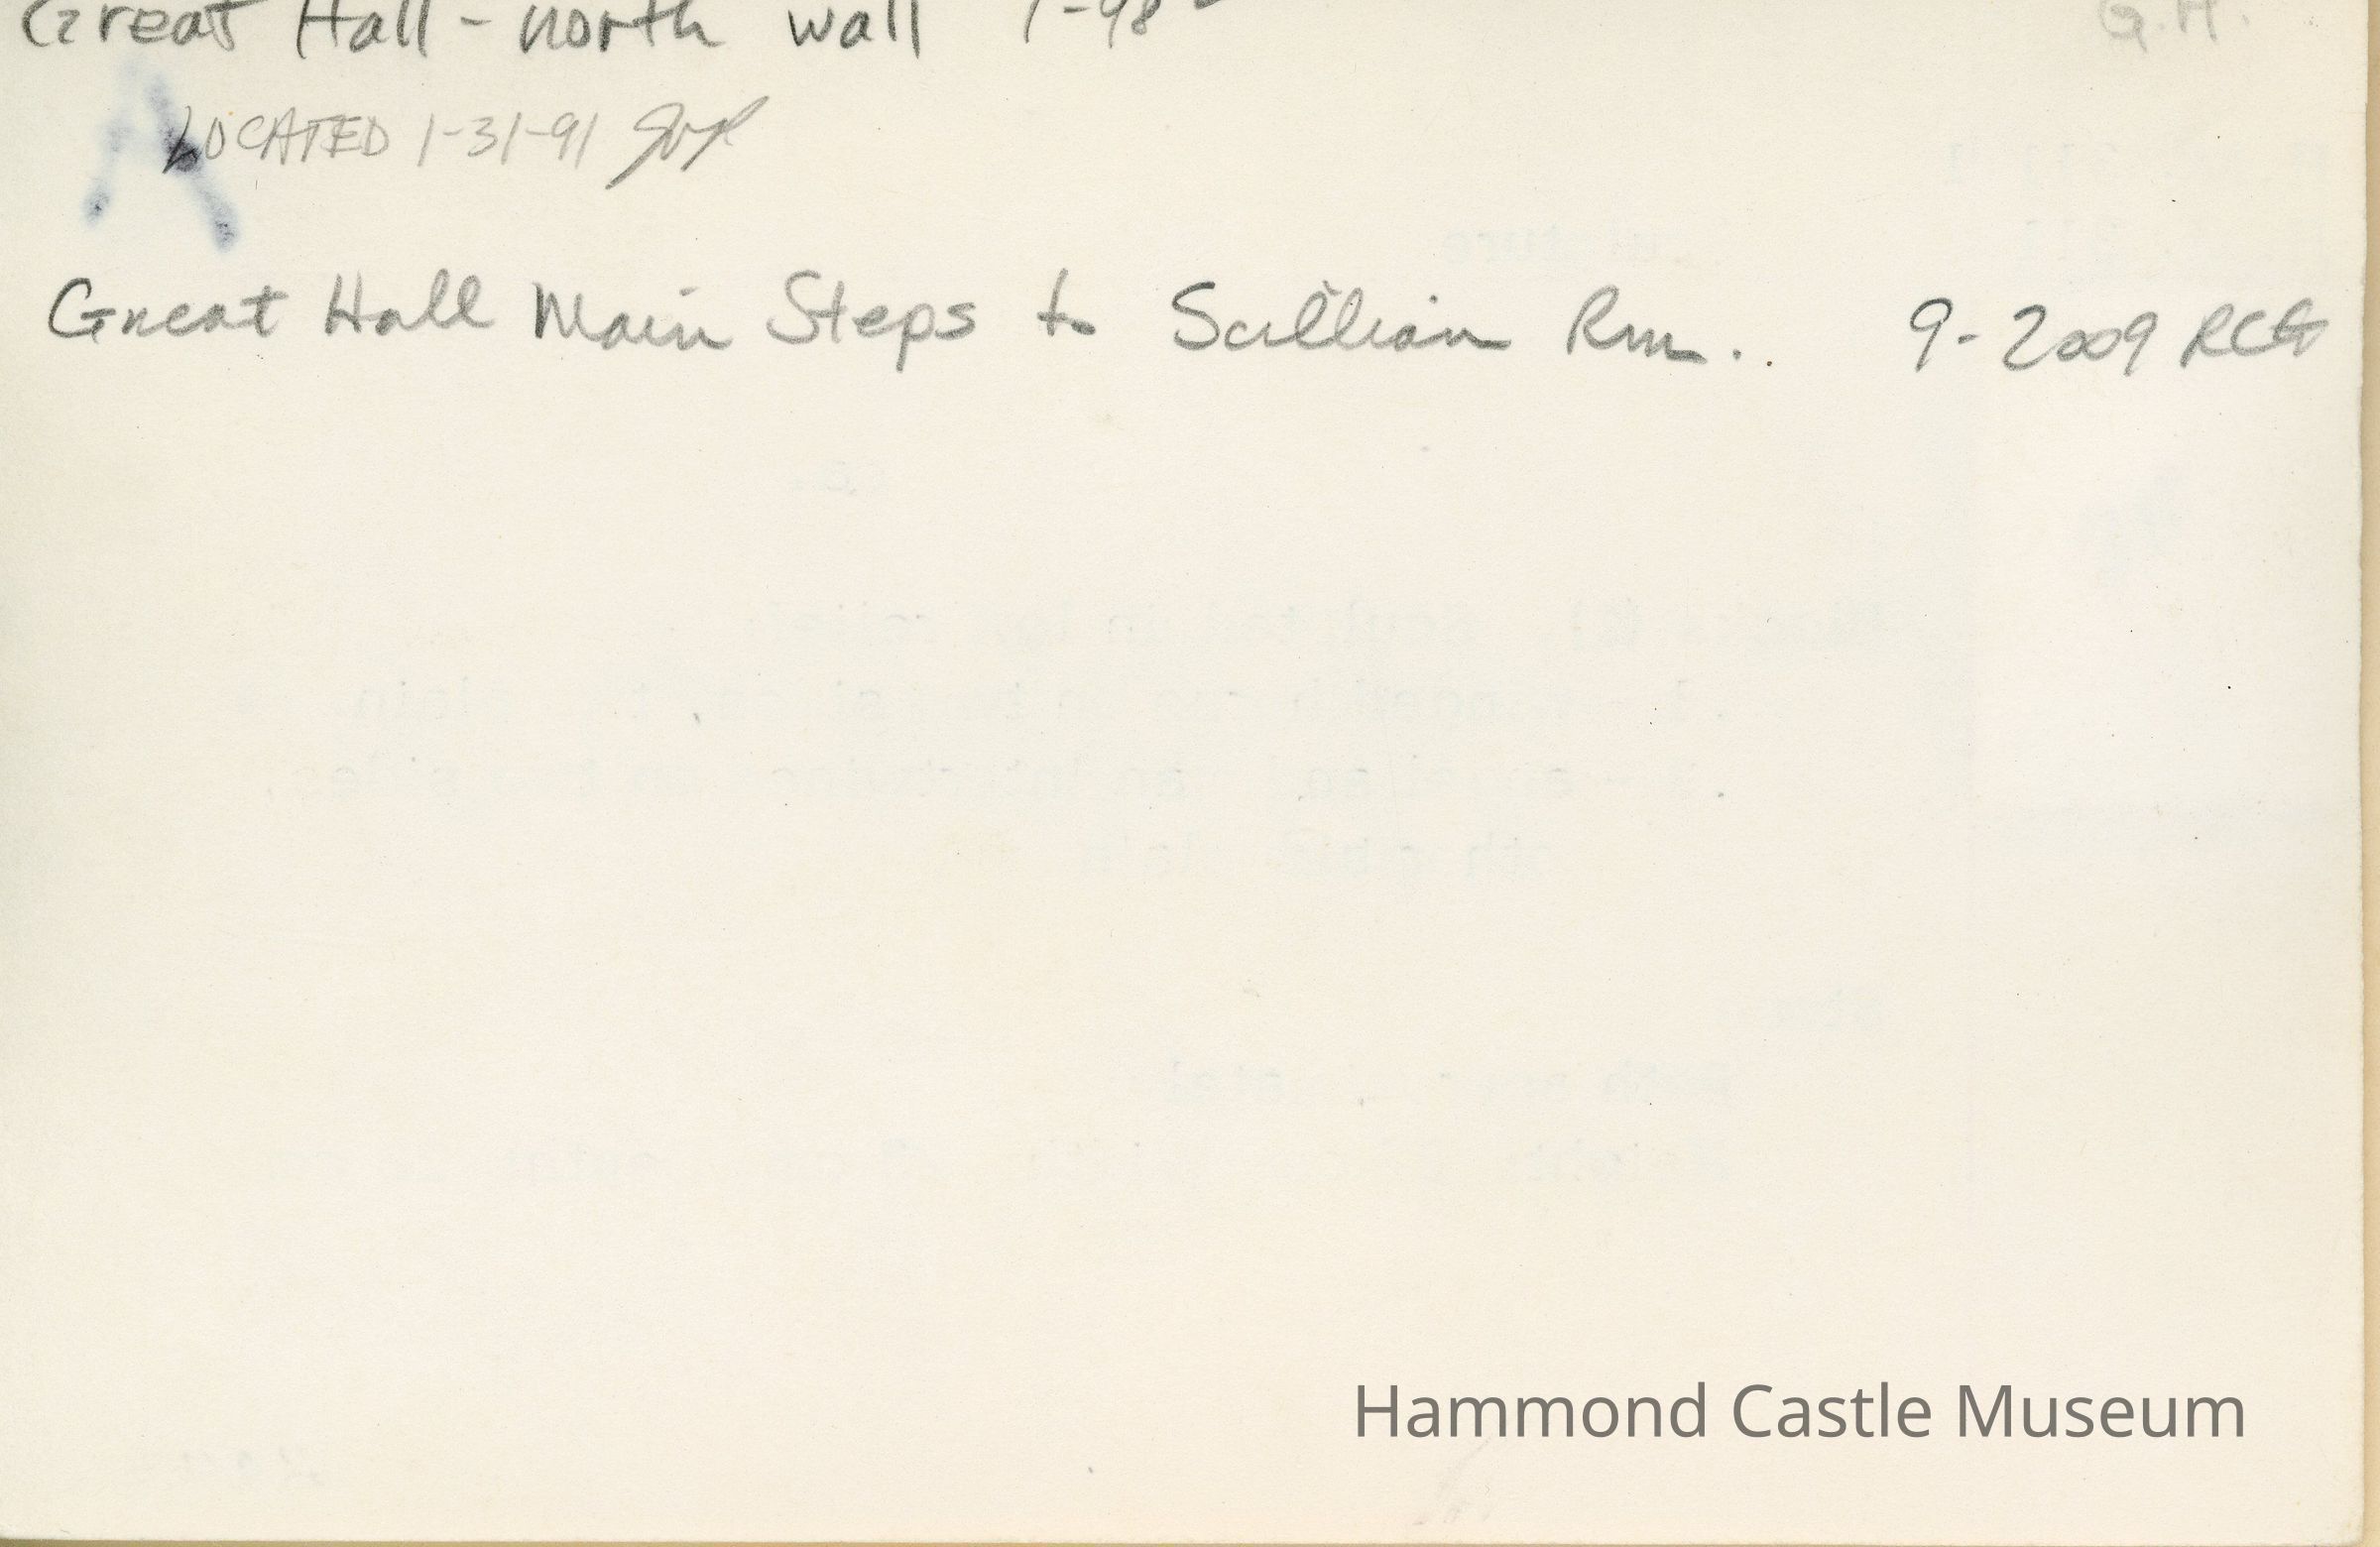 Great Hall - north wall 1-98 G.H.
LOCATED 1-31-91
Great Hall Main Steps to Rm. 9-2009 RCG
Hammond Castle Museum